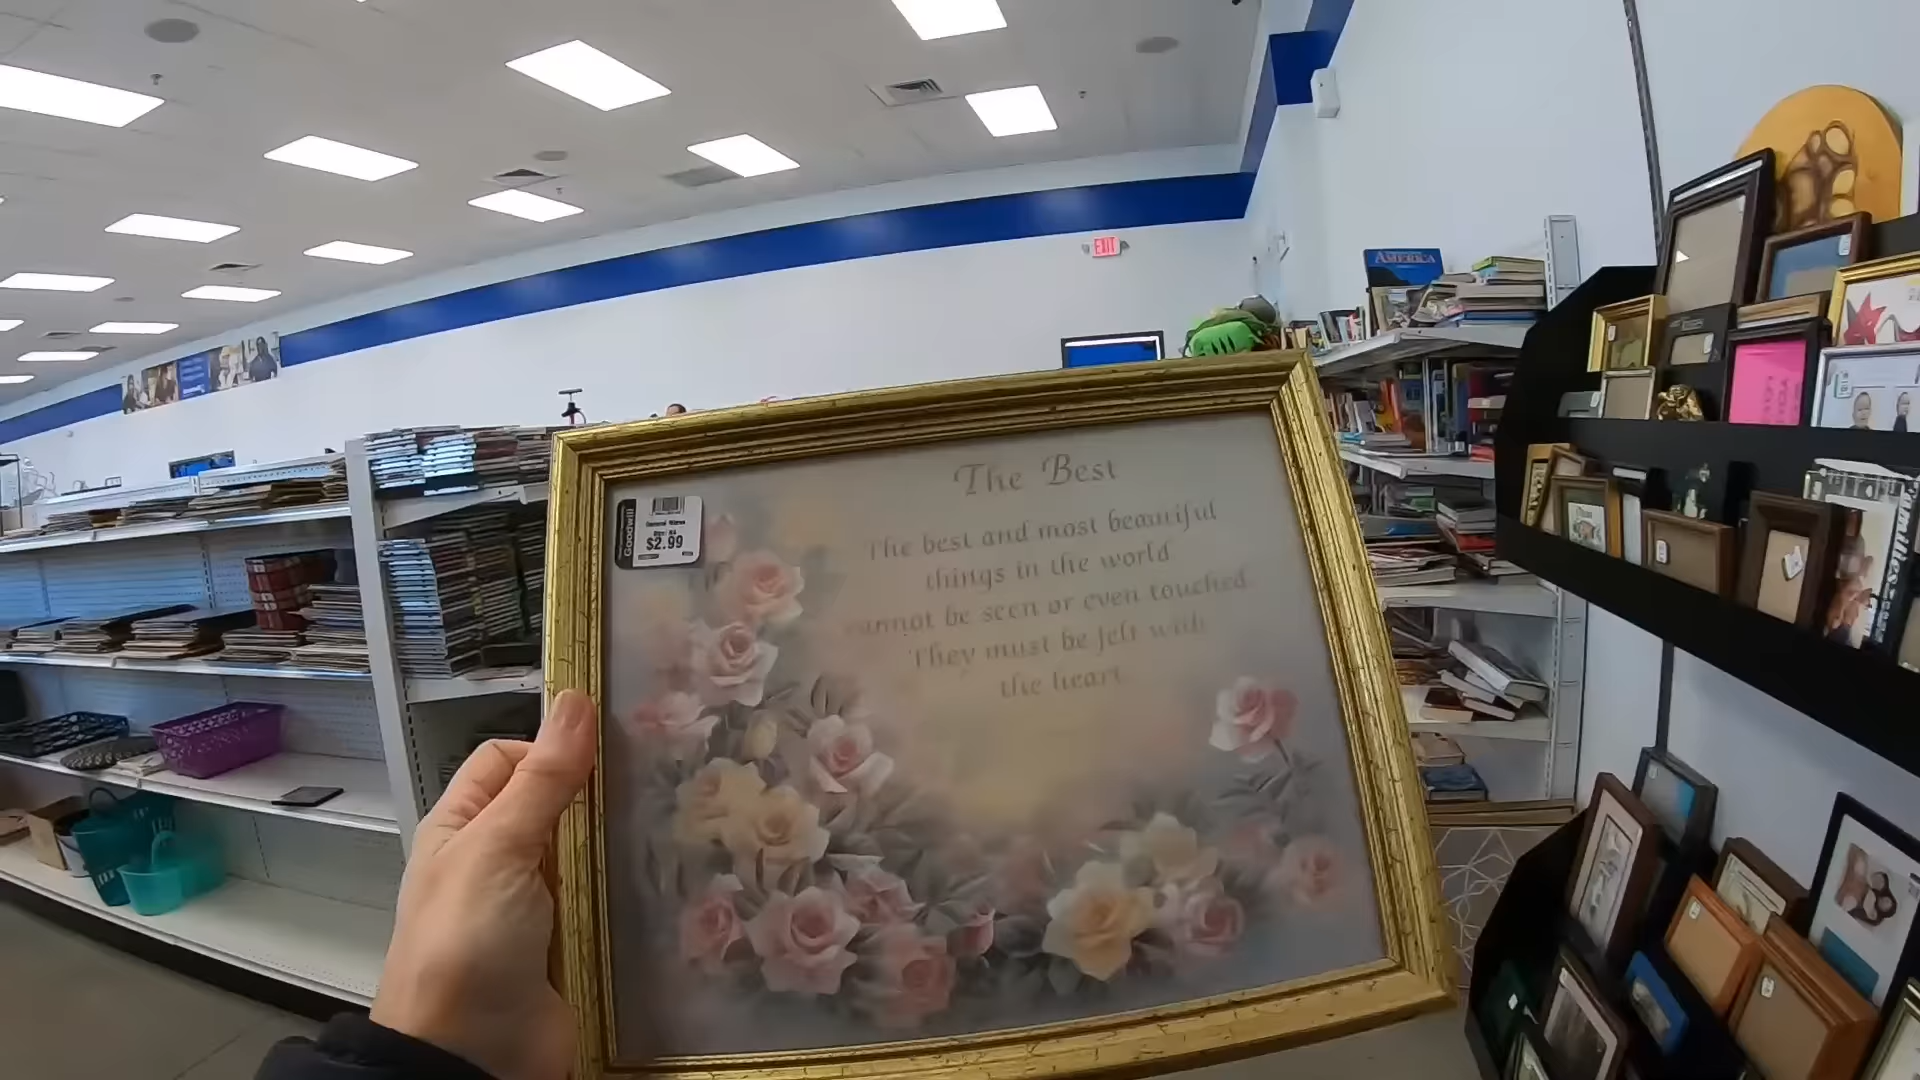 EXIT
AMERICA
The Best
The best and most beautiful
things in the world
cannot be seen or even touched
They must be felt with
the heart
Goodwill
$2.99